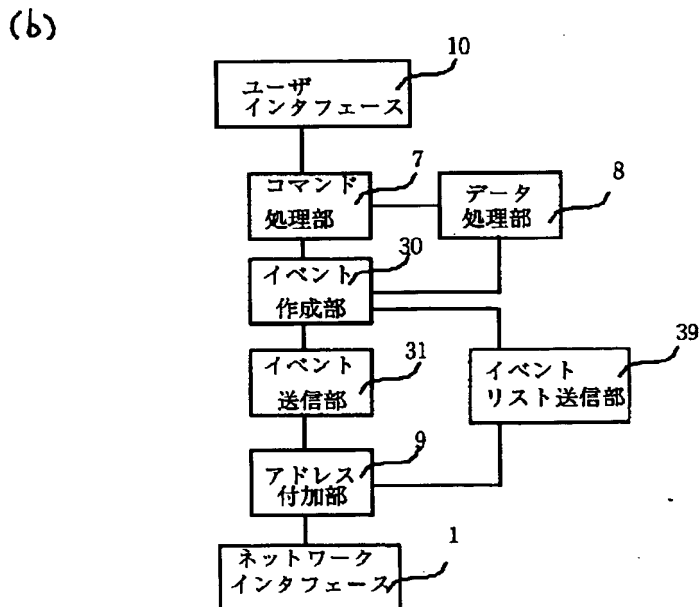 (b)
10
ユーザ
インタフェース
7
コマンド
処理部
8
データ
処理部
30
イベント
作成部
31
イベント
送信部
39
イベント
リスト送信部
9
アドレス
付加部
1
ネットワーク
インタフェース